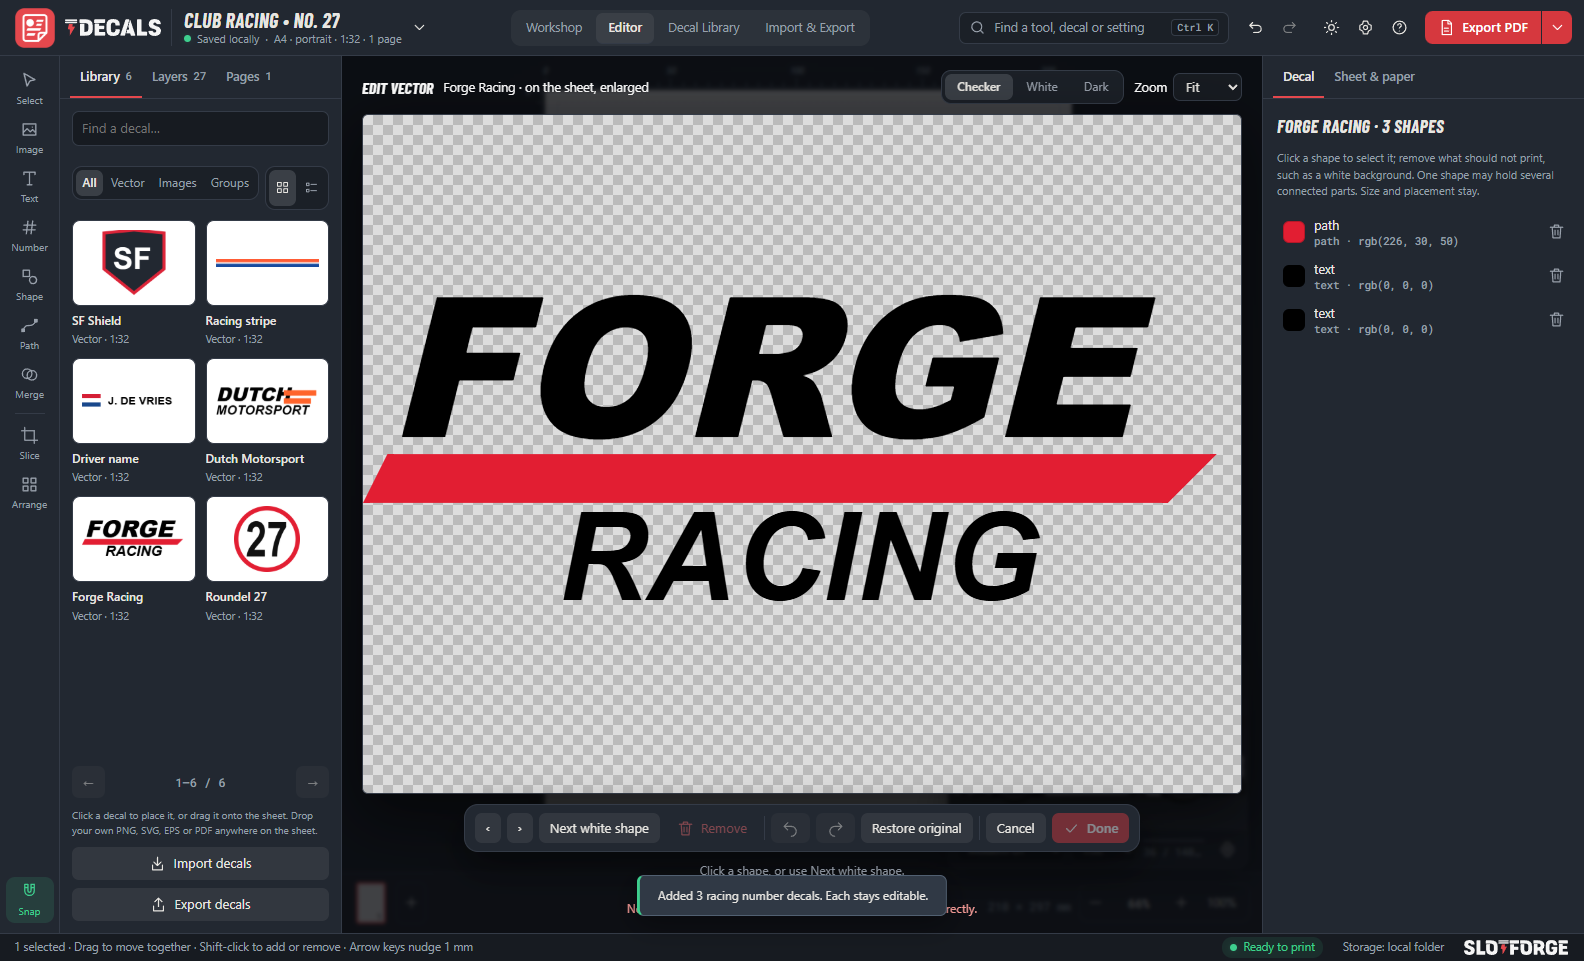 DECALS
CLUB RACING • NO. 27
Saved locally · A4 · portrait · 1:32 · 1 page
Workshop
Editor
Decal Library
Import & Export
Find a tool, decal or setting
Ctrl K
Export PDF
Select
Image
Text
Number
Shape
Path
Merge
Slice
Arrange
Snap
Library 6
Layers 27
Pages 1
Find a decal...
All
Vector
Images
Groups
SF
SF Shield
Vector · 1:32
Racing stripe
Vector · 1:32
J. DE VRIES
Driver name
Vector · 1:32
DUTCH
MOTORSPORT
Dutch Motorsport
Vector · 1:32
FORGE
RACING
Forge Racing
Vector · 1:32
27
Roundel 27
Vector · 1:32
← 1–6 / 6 →
Click a decal to place it, or drag it onto the sheet. Drop
your own PNG, SVG, EPS or PDF anywhere on the sheet.
Import decals
Export decals
EDIT VECTOR Forge Racing · on the sheet, enlarged
Checker
White
Dark
Zoom
Fit
FORGE
RACING
‹
›
Next white shape
Remove
Restore original
Cancel
Done
Click a shape, or use Next white shape.
Added 3 racing number decals. Each stays editable.
rectly.
Decal
Sheet & paper
FORGE RACING · 3 SHAPES
Click a shape to select it; remove what should not print,
such as a white background. One shape may hold several
connected parts. Size and placement stay.
path
path · rgb(226, 30, 50)
text
text · rgb(0, 0, 0)
text
text · rgb(0, 0, 0)
1 selected · Drag to move together · Shift-click to add or remove · Arrow keys nudge 1 mm
Ready to print
Storage: local folder
SLOTFORGE